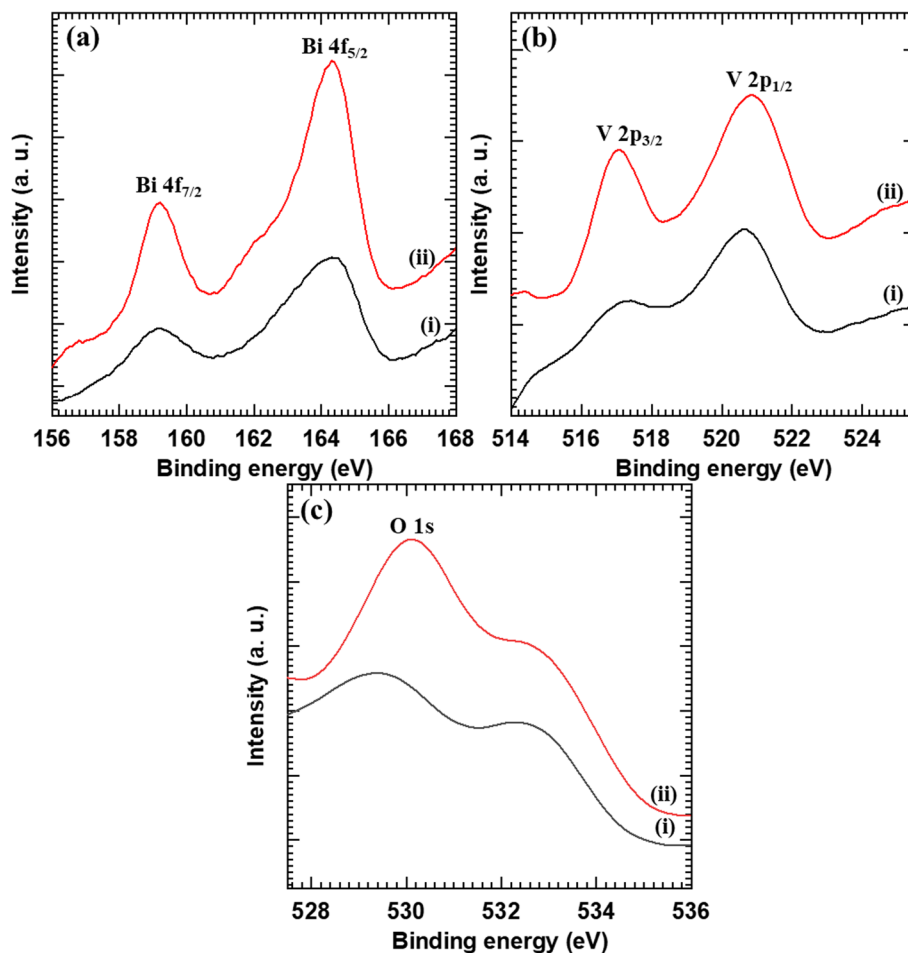 (a)
Bi 4f5/2
Bi 4f7/2
(ii)
(i)
Intensity (a. u.)
156 158 160 162 164 166 168
Binding energy (eV)
(b)
V 2p1/2
V 2p3/2
(ii)
(i)
Intensity (a. u.)
514 516 518 520 522 524
Binding energy (eV)
(c)
O 1s
(ii)
(i)
Intensity (a. u.)
528 530 532 534 536
Binding energy (eV)